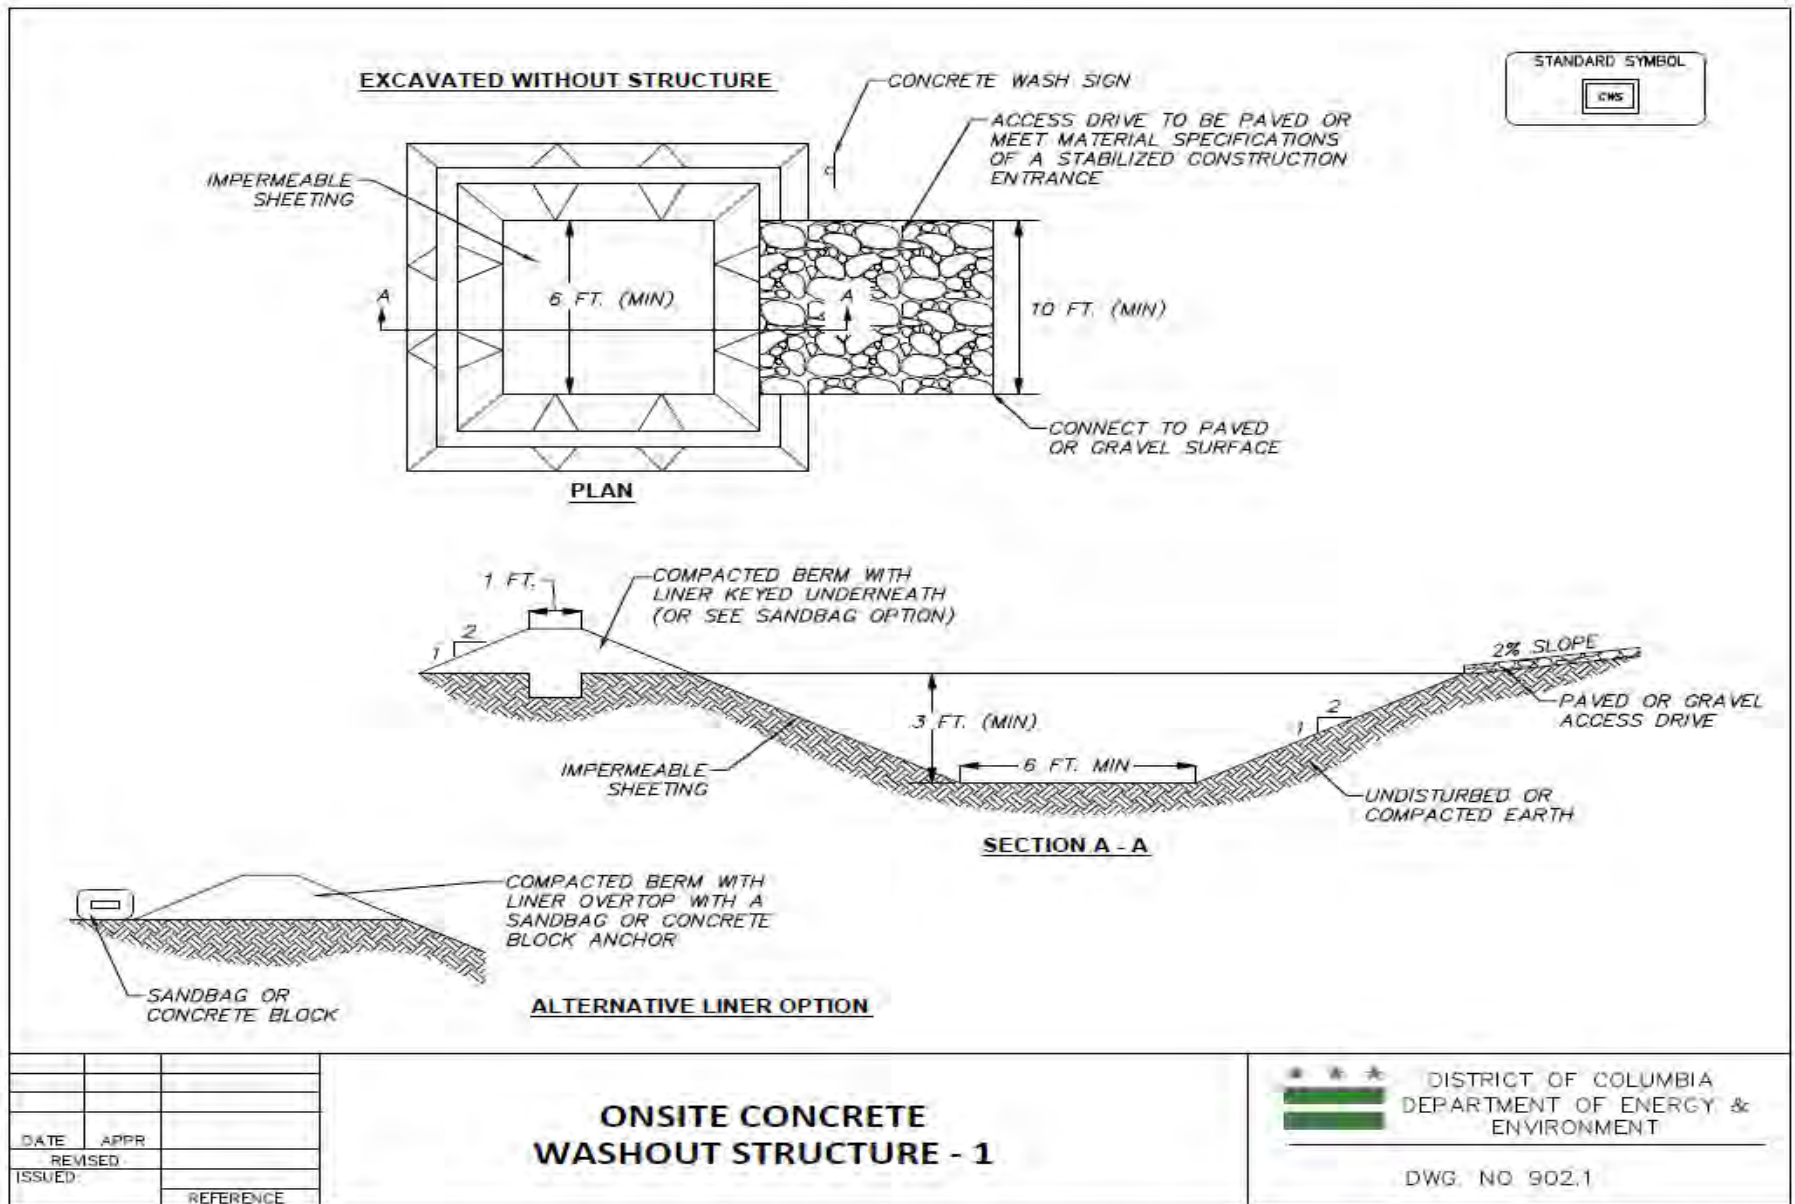 STANDARD SYMBOL
CWS
EXCAVATED WITHOUT STRUCTURE
CONCRETE WASH SIGN
ACCESS DRIVE TO BE PAVED OR
MEET MATERIAL SPECIFICATIONS
OF A STABILIZED CONSTRUCTION
ENTRANCE
IMPERMEABLE
SHEETING
A
6 FT. (MIN)
A
10 FT. (MIN)
CONNECT TO PAVED
OR GRAVEL SURFACE
PLAN
1 FT.
COMPACTED BERM WITH
LINER KEYED UNDERNEATH
(OR SEE SANDBAG OPTION)
2
1
2% SLOPE
3 FT. (MIN)
2
1
PAVED OR GRAVEL
ACCESS DRIVE
IMPERMEABLE
SHEETING
6 FT. MIN
UNDISTURBED OR
COMPACTED EARTH
SECTION A - A
COMPACTED BERM WITH
LINER OVERTOP WITH A
SANDBAG OR CONCRETE
BLOCK ANCHOR
SANDBAG OR
CONCRETE BLOCK
ALTERNATIVE LINER OPTION
DATE APPR
REVISED
ISSUED
REFERENCE
ONSITE CONCRETE
WASHOUT STRUCTURE - 1
DISTRICT OF COLUMBIA
DEPARTMENT OF ENERGY &
ENVIRONMENT
DWG. NO 902.1